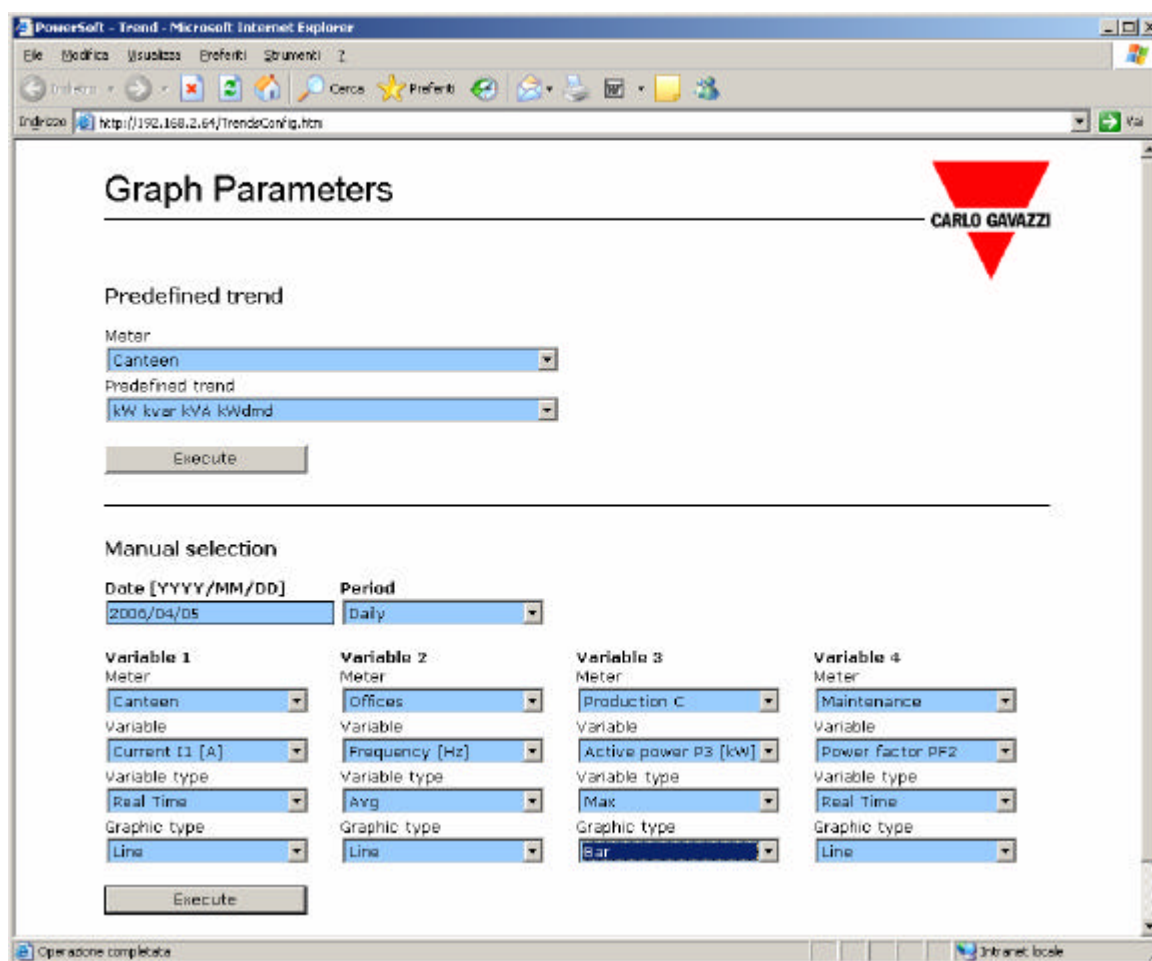 PowerSoft - Trend - Microsoft Internet Explorer
File Modifica Visualizza Preferiti Strumenti ?
Indietro Cerca Preferiti
Indirizzo http://192.168.2.64/TrendsConfig.htm Vai
Graph Parameters
CARLO GAVAZZI
Predefined trend
Meter
Canteen
Predefined trend
kW kvar kVA kWdmd
Execute
Manual selection
Date [YYYY/MM/DD] Period
2006/04/05 Daily
Variable 1 Variable 2 Variable 3 Variable 4
Meter Meter Meter Meter
Canteen Offices Production C Maintenance
Variable Variable Variable Variable
Current I1 [A] Frequency [Hz] Active power P3 [kW] Power factor PF2
Variable type Variable type Variable type Variable type
Real Time Avg Max Real Time
Graphic type Graphic type Graphic type Graphic type
Line Line Bar Line
Execute
Operazione completata Intranet locale